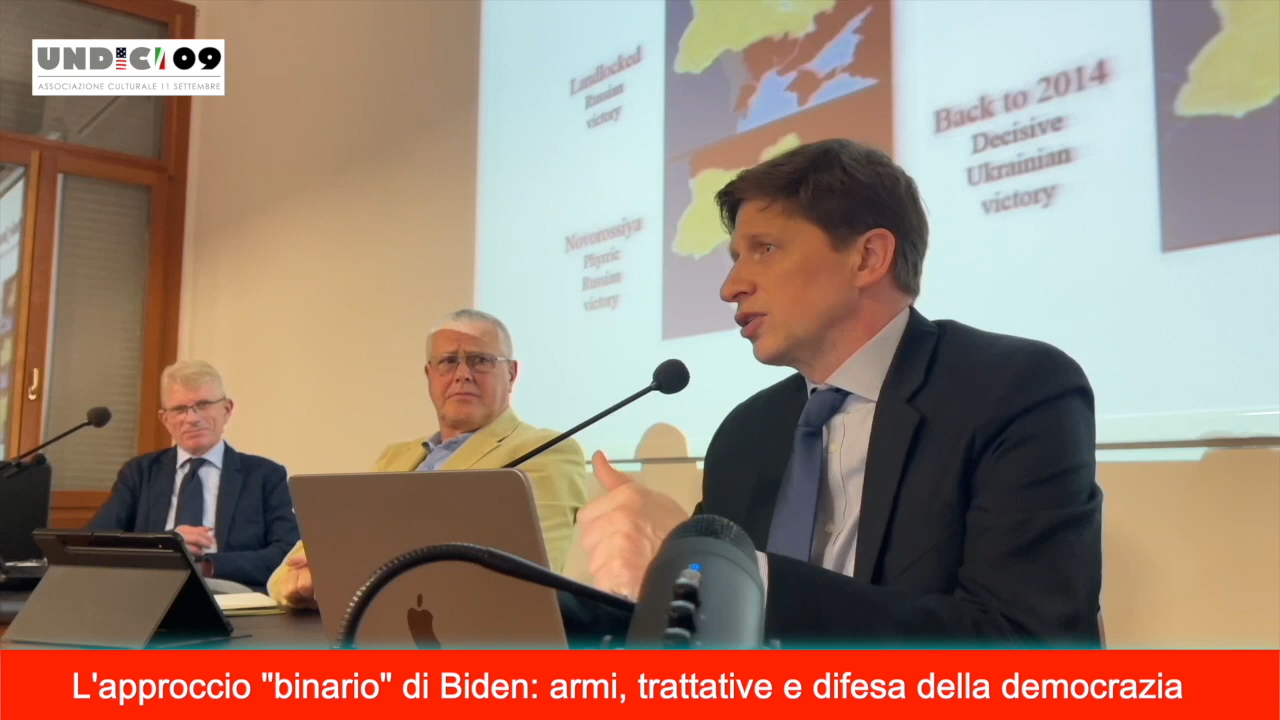 UNDICI09
ASSOCIAZIONE CULTURALE 11 SETTEMBRE
Landlocked
Russian
victory
Novorossiya
Phyrric
Russian
victory
Back to 2014
Decisive
Ukrainian
victory
L'approccio "binario" di Biden: armi, trattative e difesa della democrazia